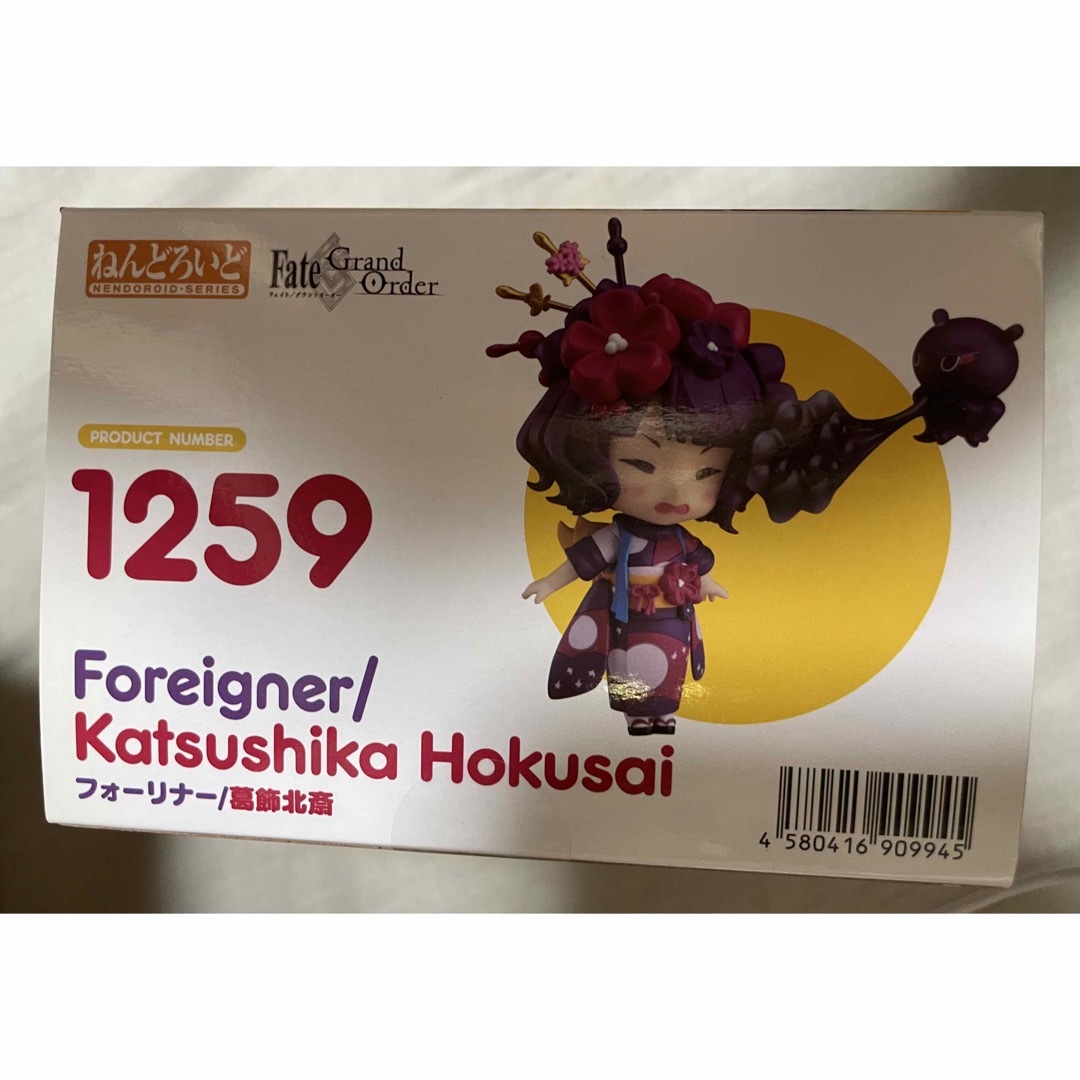 ねんどろいど
NENDOROID・SERIES
Fate Grand Order
フェイト/グランドオーダー
PRODUCT NUMBER
1259
Foreigner/
Katsushika Hokusai
フォーリナー/葛飾北斎
4 580416 909945